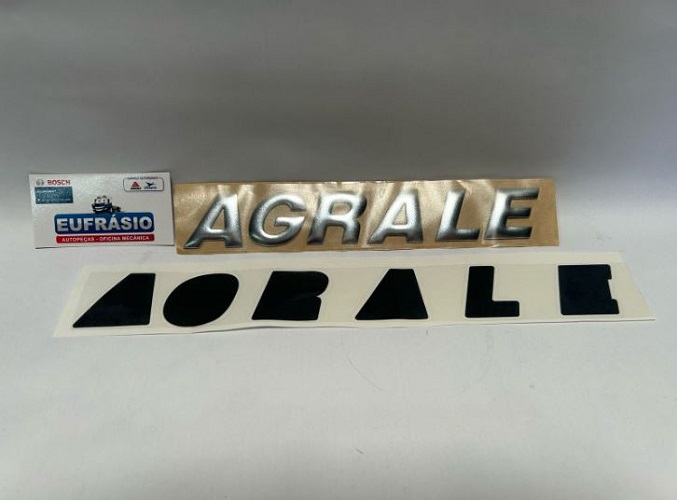 BOSCH
EUFRÁSIO
AUTOPEÇAS - OFICINA MECÂNICA
AGRALE
AGRALE